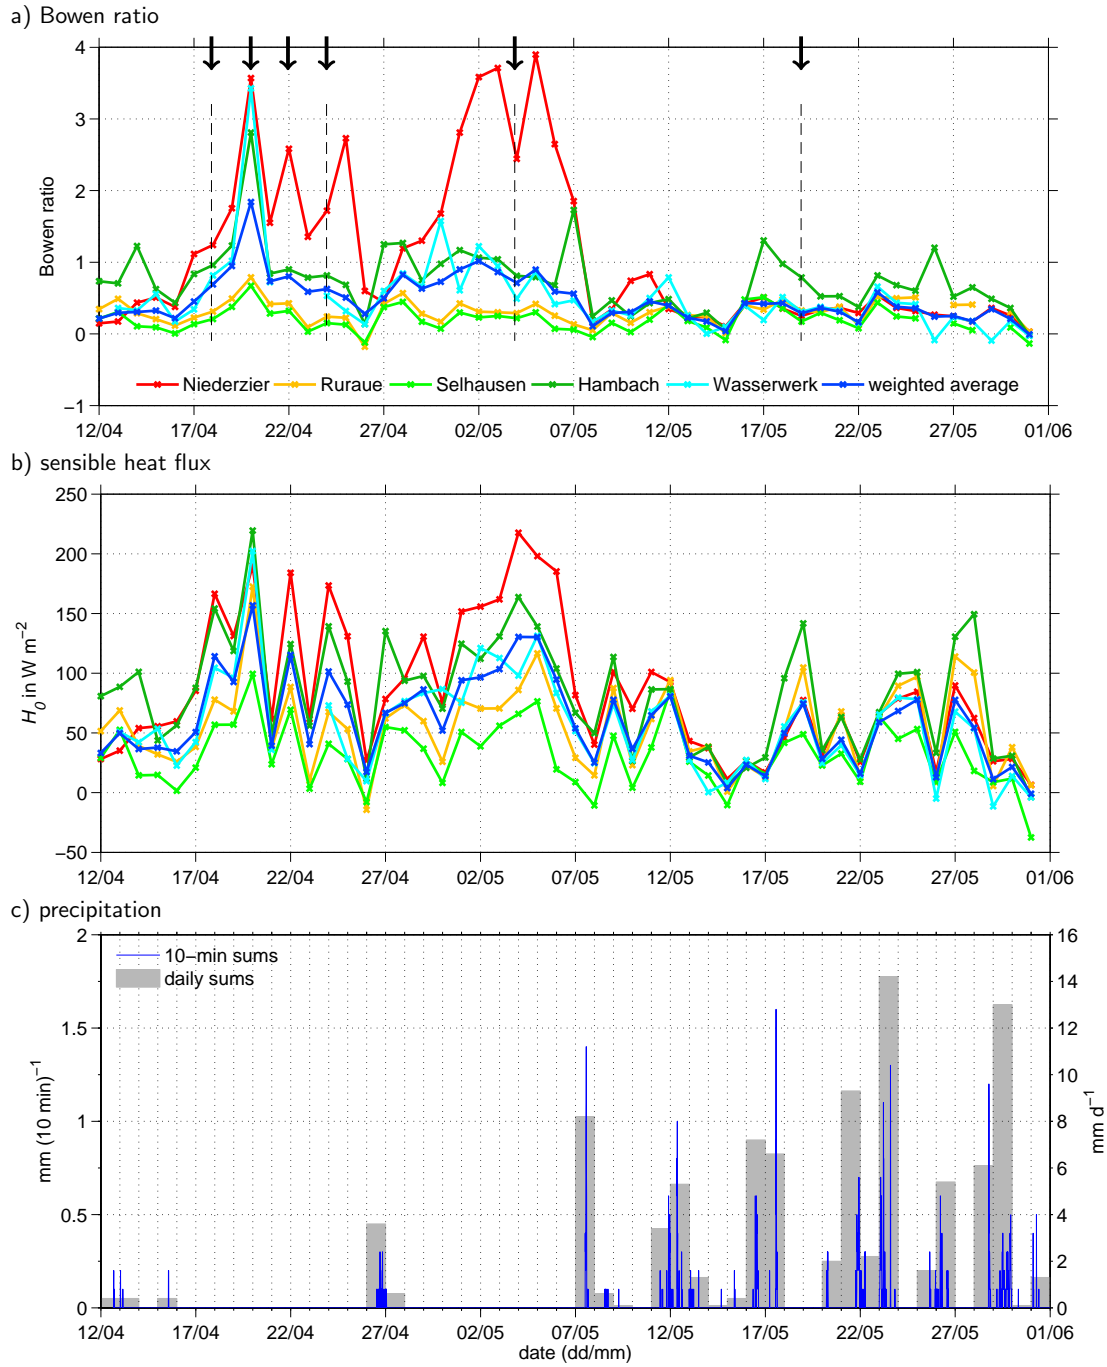 a) Bowen ratio
4
3
2
1
0
−1
Bowen ratio
Niederzier Ruraue Selhausen Hambach Wasserwerk weighted average
12/04 17/04 22/04 27/04 02/05 07/05 12/05 17/05 22/05 27/05 01/06
b) sensible heat flux
250
200
150
100
50
0
−50
H0 in W m−2
12/04 17/04 22/04 27/04 02/05 07/05 12/05 17/05 22/05 27/05 01/06
c) precipitation
2
1.5
1
0.5
0
mm (10 min)−1
10−min sums
daily sums
16
14
12
10
8
6
4
2
0
mm d−1
12/04 17/04 22/04 27/04 02/05 07/05 12/05 17/05 22/05 27/05 01/06
date (dd/mm)